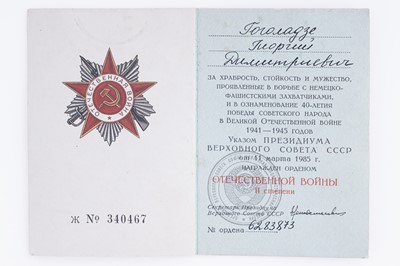 ОТЕЧЕСТВЕННАЯ ВОЙНА
Ж № 340467
Гоголадзе
Георгий
Димитриевич
ЗА ХРАБРОСТЬ, СТОЙКОСТЬ И МУЖЕСТВО,
ПРОЯВЛЕННЫЕ В БОРЬБЕ С НЕМЕЦКО-
ФАШИСТСКИМИ ЗАХВАТЧИКАМИ,
И В ОЗНАМЕНОВАНИЕ 40-ЛЕТИЯ
ПОБЕДЫ СОВЕТСКОГО НАРОДА
В ВЕЛИКОЙ ОТЕЧЕСТВЕННОЙ ВОЙНЕ
1941—1945 ГОДОВ
УКАЗОМ ПРЕЗИДИУМА
ВЕРХОВНОГО СОВЕТА СССР
от 11 марта 1985 г.
НАГРАЖДЕН ОРДЕНОМ
ОТЕЧЕСТВЕННОЙ ВОЙНЫ
II степени
Секретарь Президиума
Верховного Совета СССР
№ ордена 6283873